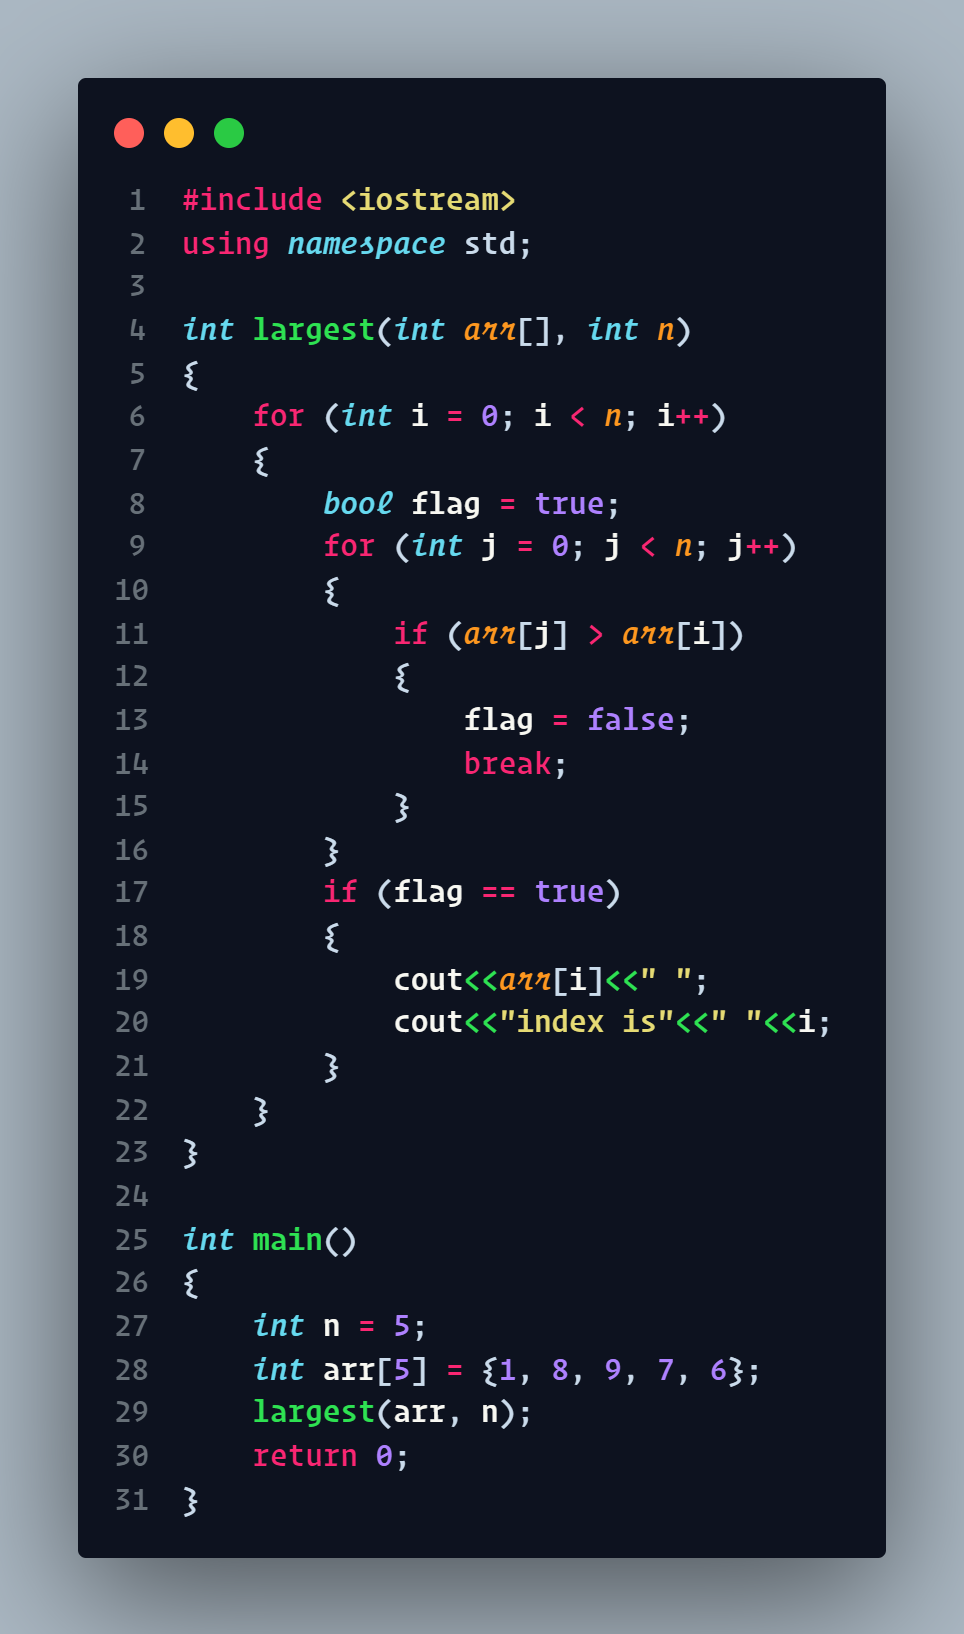 1 #include <iostream>
2 using namespace std;
3
4 int largest(int arr[], int n)
5 {
6     for (int i = 0; i < n; i++)
7     {
8         bool flag = true;
9         for (int j = 0; j < n; j++)
10         {
11             if (arr[j] > arr[i])
12             {
13                 flag = false;
14                 break;
15             }
16         }
17         if (flag == true)
18         {
19             cout<<arr[i]<<" ";
20             cout<<"index is"<<" "<<i;
21         }
22     }
23 }
24
25 int main()
26 {
27     int n = 5;
28     int arr[5] = {1, 8, 9, 7, 6};
29     largest(arr, n);
30     return 0;
31 }